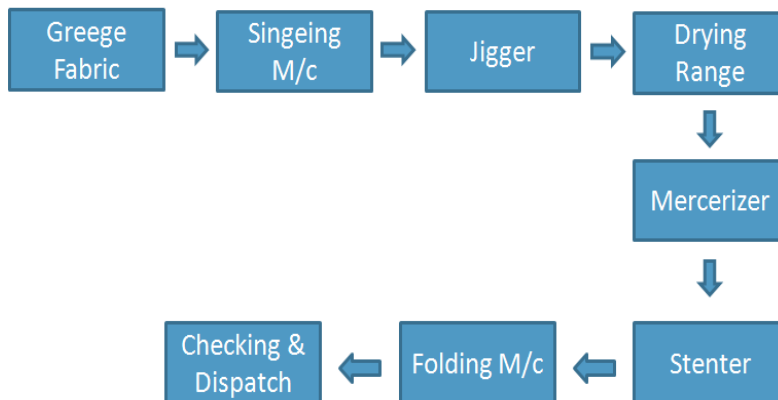 Greege
Fabric
Singeing
M/c
Jigger
Drying
Range
Mercerizer
Stenter
Folding M/c
Checking &
Dispatch